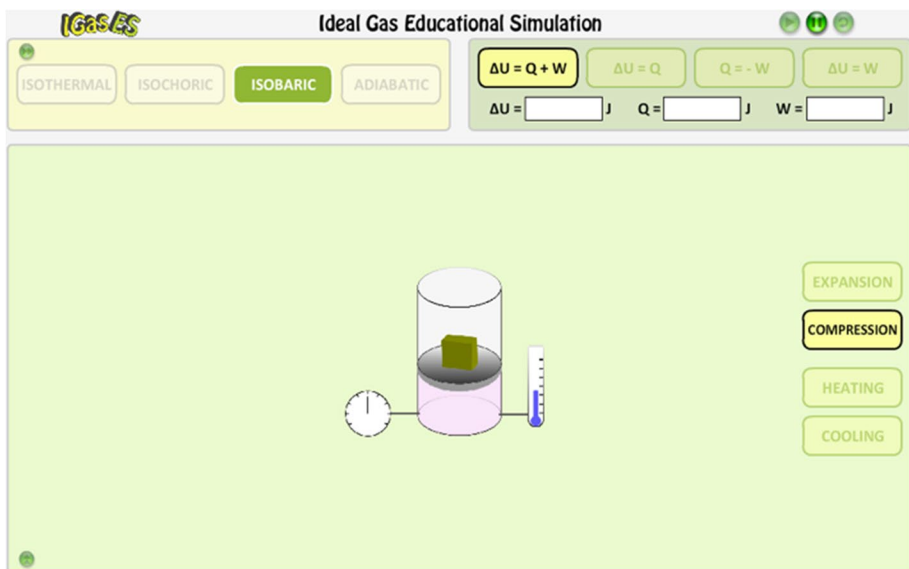 IGasES
Ideal Gas Educational Simulation
ISOTHERMAL ISOCHORIC ISOBARIC ADIABATIC
ΔU = Q + W ΔU = Q Q = - W ΔU = W
ΔU = J Q = J W = J
EXPANSION
COMPRESSION
HEATING
COOLING